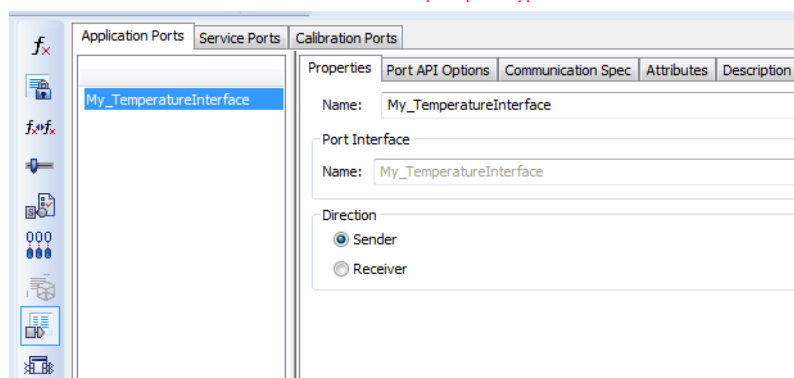 Application Ports Service Ports Calibration Ports
Properties Port API Options Communication Spec Attributes Description
My_TemperatureInterface
Name: My_TemperatureInterface
Port Interface
Name: My_TemperatureInterface
Direction
Sender
Receiver